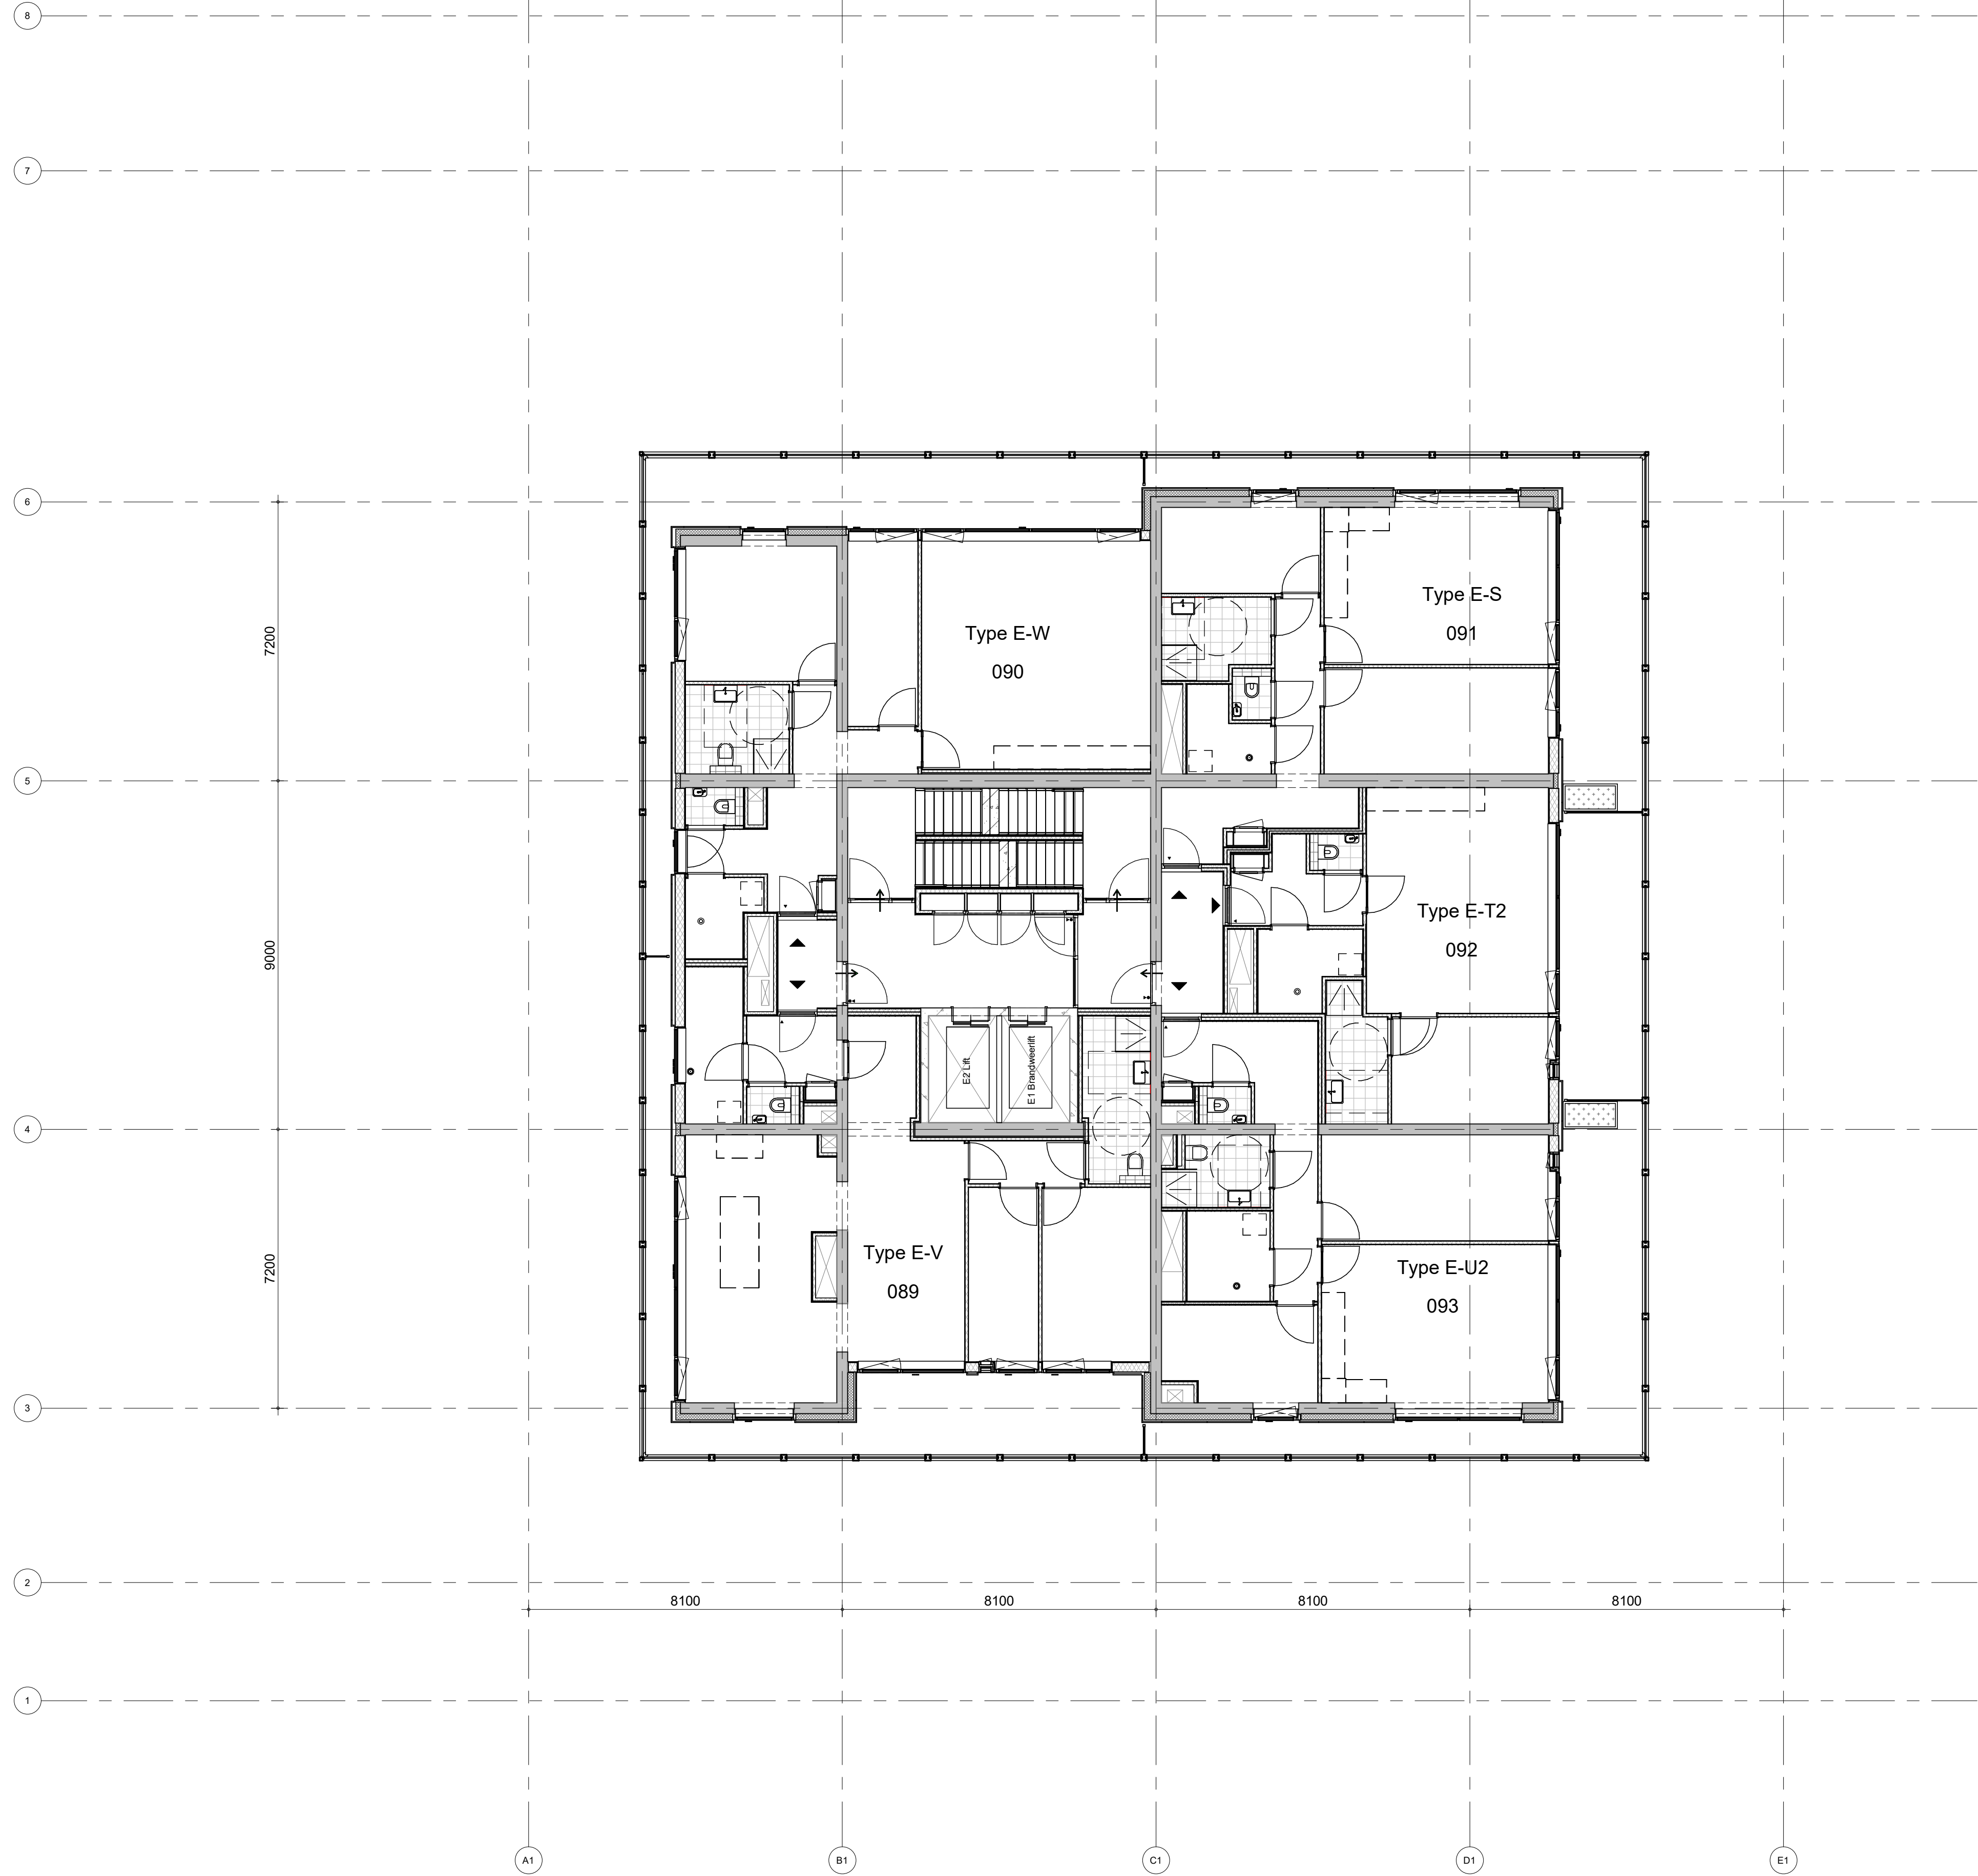 8
7
6
7200
Type E-S
091
Type E-W
090
5
9000
Type E-T2
092
E2 Lift
E1 Brandweerlift
4
7200
Type E-V
089
Type E-U2
093
3
2
8100
8100
8100
8100
1
A1
B1
C1
D1
E1